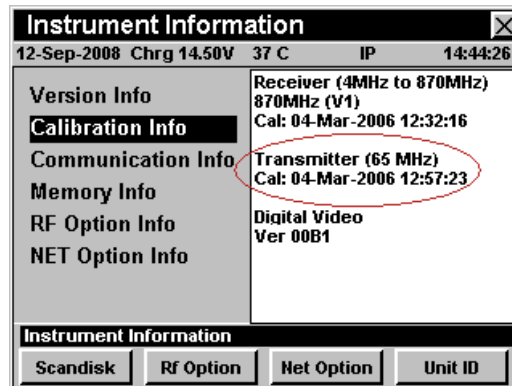 Instrument Information
12-Sep-2008 Chrg 14.50V 37 C IP 14:44:26
Version Info
Calibration Info
Communication Info
Memory Info
RF Option Info
NET Option Info
Receiver (4MHz to 870MHz)
870MHz (V1)
Cal: 04-Mar-2006 12:32:16
Transmitter (65 MHz)
Cal: 04-Mar-2006 12:57:23
Digital Video
Ver 00B1
Instrument Information
Scandisk Rf Option Net Option Unit ID